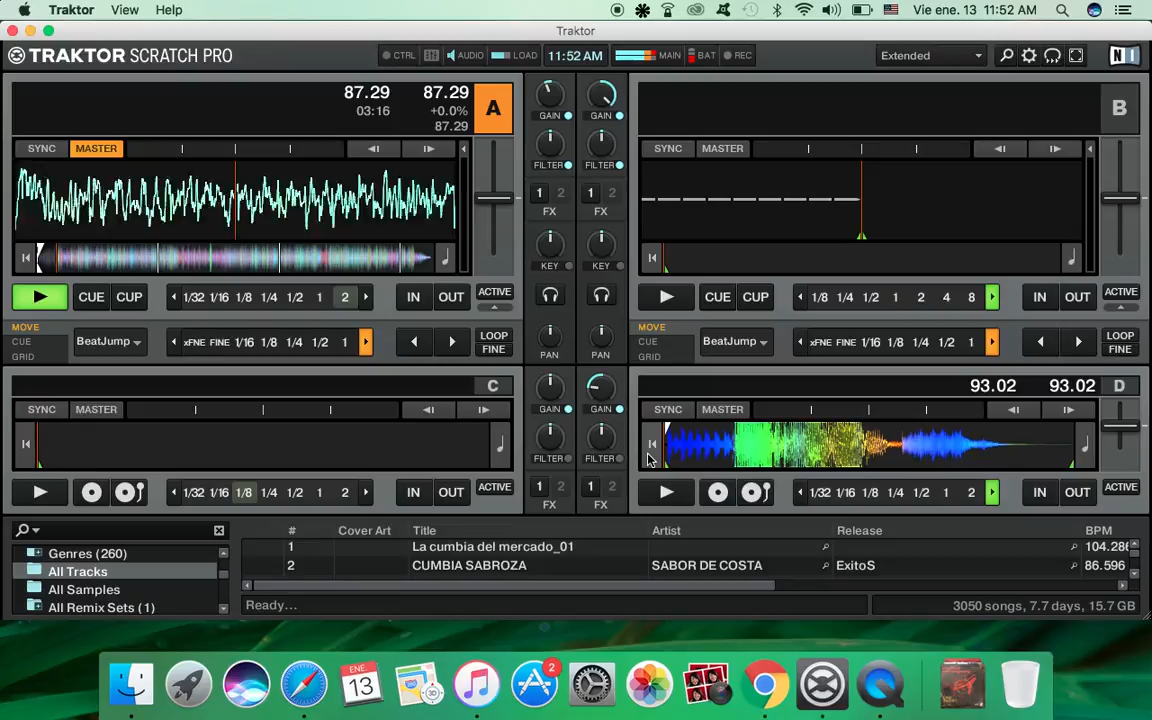 Traktor View Help
Vie ene. 13 11:52 AM
Traktor
TRAKTOR SCRATCH PRO
CTRL AUDIO LOAD 11:52 AM MAIN BAT REC
Extended
NI
87.29 87.29 A
03:16 +0.0%
87.29
SYNC MASTER
CUE CUP 1/32 1/16 1/8 1/4 1/2 1 2 IN OUT ACTIVE
MOVE
CUE
GRID
BeatJump xFNE FINE 1/16 1/8 1/4 1/2 1 LOOP
FINE
GAIN GAIN
FILTER FILTER
1 2 1 2
FX FX
KEY KEY
PAN PAN
B
SYNC MASTER
CUE CUP 1/8 1/4 1/2 1 2 4 8 IN OUT ACTIVE
MOVE
CUE
GRID
BeatJump xFNE FINE 1/16 1/8 1/4 1/2 1 LOOP
FINE
C
SYNC MASTER
1/32 1/16 1/8 1/4 1/2 1 2 IN OUT ACTIVE
GAIN GAIN
FILTER FILTER
1 2 1 2
FX FX
93.02 93.02 D
SYNC MASTER
1/32 1/16 1/8 1/4 1/2 1 2 IN OUT ACTIVE
Genres (260)
All Tracks
All Samples
All Remix Sets (1)
# Cover Art Title Artist Release BPM
1 La cumbia del mercado_01 104.286
2 CUMBIA SABROZA SABOR DE COSTA ExitoS 86.596
Ready...
3050 songs, 7.7 days, 15.7 GB
ENE.
13
3D
2